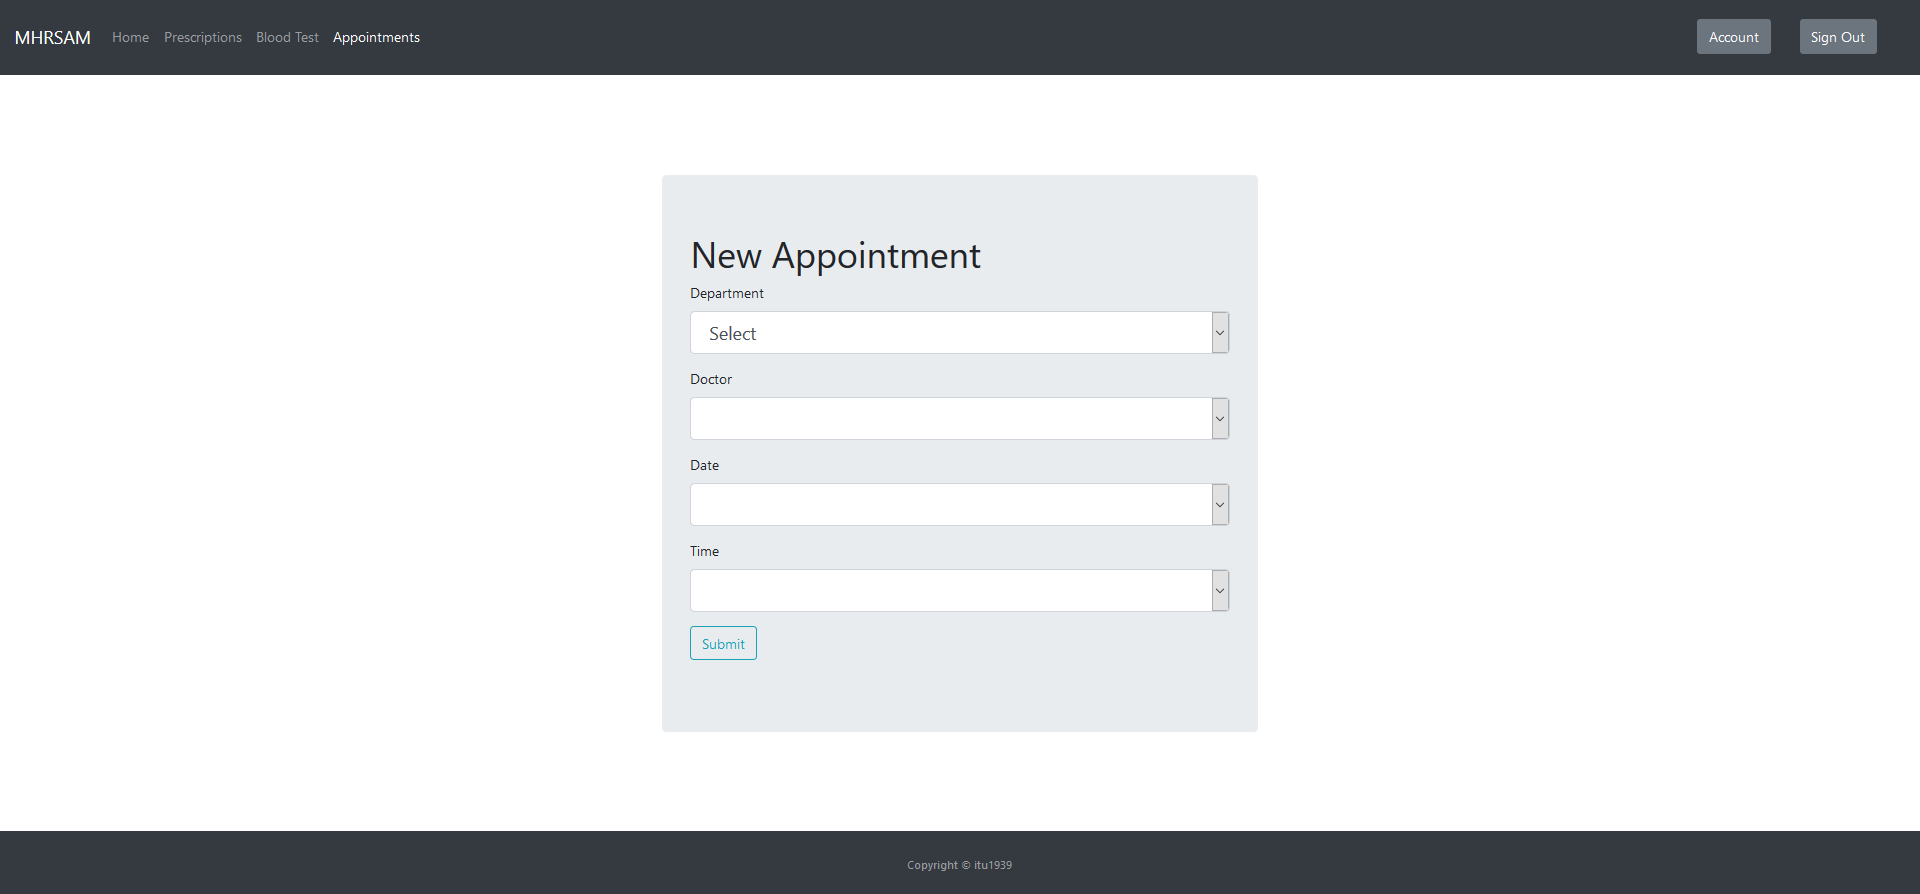 MHRSAM Home Prescriptions Blood Test Appointments Account Sign Out
New Appointment
Department
Select
Doctor
Date
Time
Submit
Copyright © itu1939